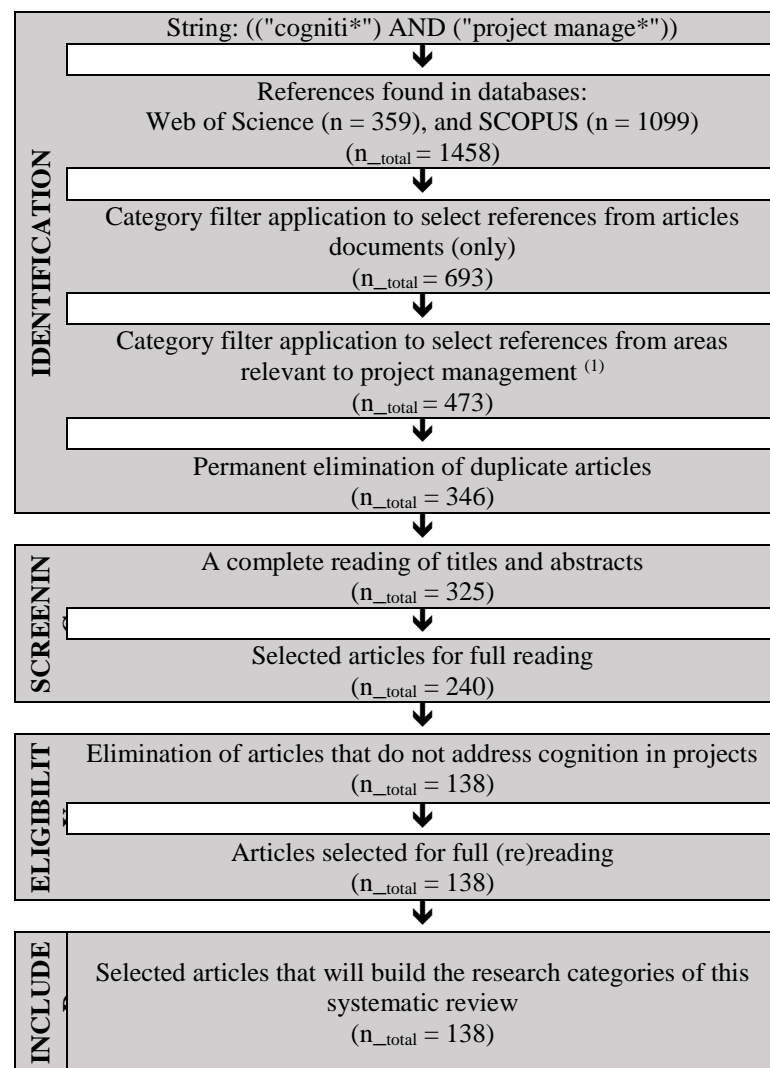 String: (("cogniti*") AND ("project manage*"))
IDENTIFICATION
References found in databases:
Web of Science (n = 359), and SCOPUS (n = 1099)
(n_total = 1458)
Category filter application to select references from articles
documents (only)
(n_total = 693)
Category filter application to select references from areas
relevant to project management (1)
(n_total = 473)
Permanent elimination of duplicate articles
(n_total = 346)
SCREENIN
A complete reading of titles and abstracts
(n_total = 325)
Selected articles for full reading
(n_total = 240)
ELIGIBILIT
Elimination of articles that do not address cognition in projects
(n_total = 138)
Articles selected for full (re)reading
(n_total = 138)
INCLUDE
Selected articles that will build the research categories of this
systematic review
(n_total = 138)